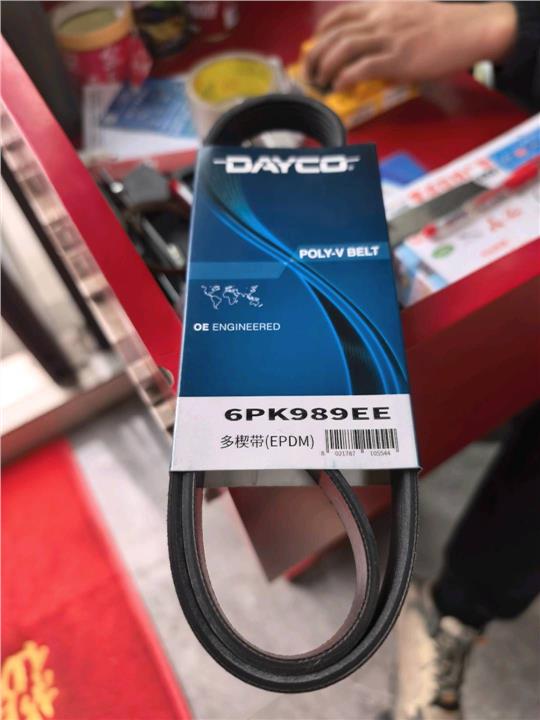 DAYCO®
POLY-V BELT
OE ENGINEERED
6PK989EE
多楔带(EPDM)
8 021787 105544